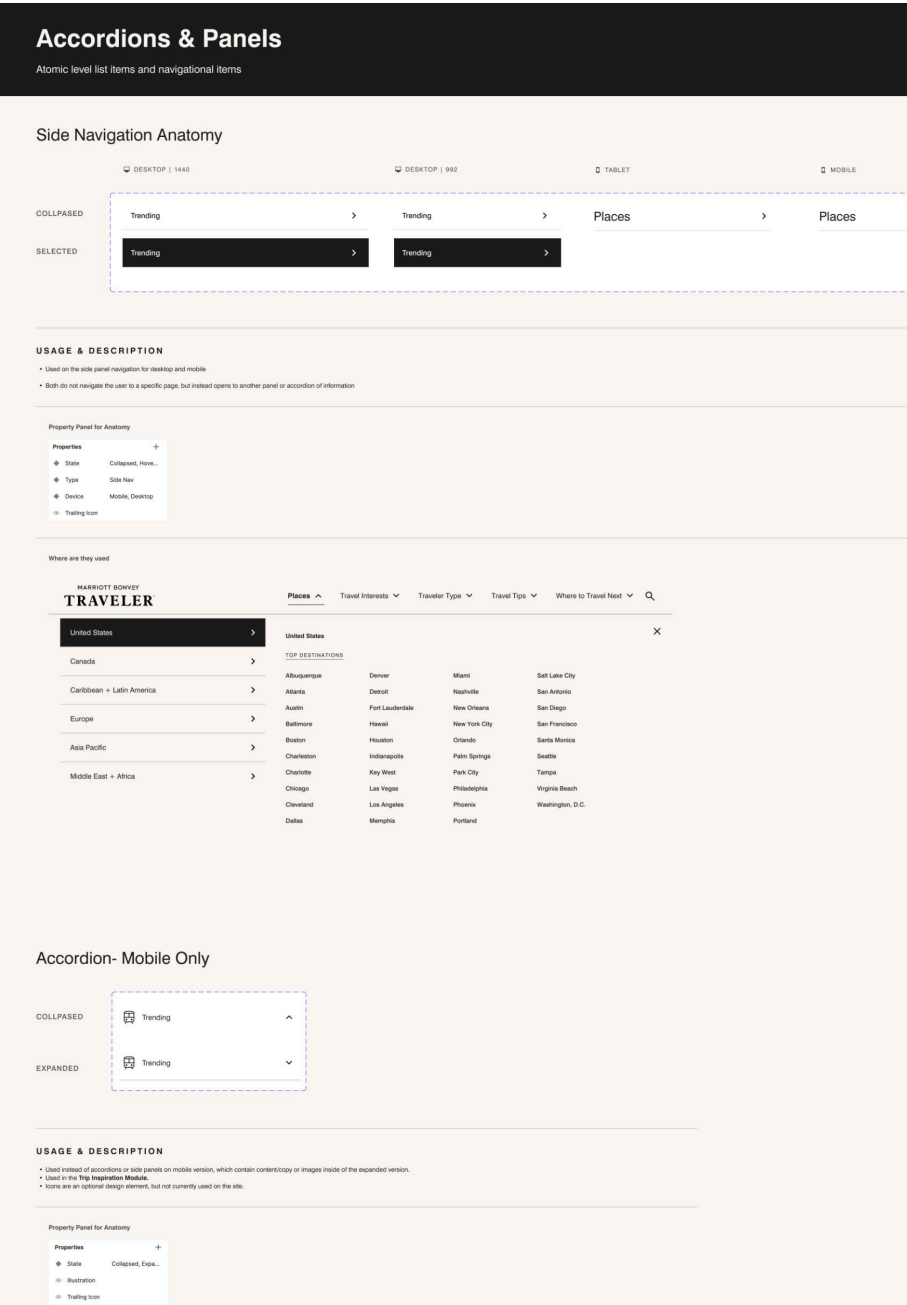 Accordions & Panels
Atomic level list items and navigational items
Side Navigation Anatomy
DESKTOP | 1440
DESKTOP | 992
TABLET
MOBILE
COLLPASED
Trending
Trending
Places
Places
SELECTED
Trending
Trending
USAGE & DESCRIPTION
• Used on the side panel navigation for desktop and mobile
• Both do not navigate the user to a specific page, but instead opens to another panel or accordion of information
Property Panel for Anatomy
Properties +
State Collapsed, Hove...
Type Side Nav
Device Mobile, Desktop
Trailing Icon
Where are they used
MARRIOTT BONVOY
TRAVELER
Places Travel Interests Traveler Type Travel Tips Where to Travel Next
United States
Canada
Caribbean + Latin America
Europe
Asia Pacific
Middle East + Africa
United States
TOP DESTINATIONS
Albuquerque Denver Miami Salt Lake City
Atlanta Detroit Nashville San Antonio
Austin Fort Lauderdale New Orleans San Diego
Baltimore Hawaii New York City San Francisco
Boston Houston Orlando Santa Monica
Charleston Indianapolis Palm Springs Seattle
Charlotte Key West Park City Tampa
Chicago Las Vegas Philadelphia Virginia Beach
Cleveland Los Angeles Phoenix Washington, D.C.
Dallas Memphis Portland
Accordion- Mobile Only
COLLPASED
Trending
EXPANDED
Trending
USAGE & DESCRIPTION
• Used instead of accordions or side panels on mobile version, which contain content/copy or images inside of the expanded version.
• Used in the Trip Inspiration Module.
• Icons are an optional design element, but not currently used on the site.
Property Panel for Anatomy
Properties +
State Collapsed, Expa...
Illustration
Trailing Icon